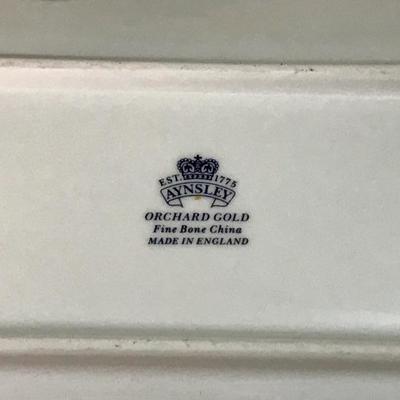 EST. 1775
AYNSLEY
ORCHARD GOLD
Fine Bone China
MADE IN ENGLAND